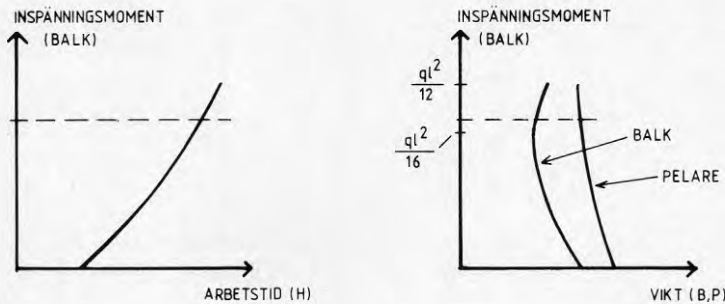 INSPÄNNINGSMOMENT
(BALK)
ARBETSTID (H)
INSPÄNNINGSMOMENT
(BALK)
ql²
12
ql²
16
BALK
PELARE
VIKT (B.P)